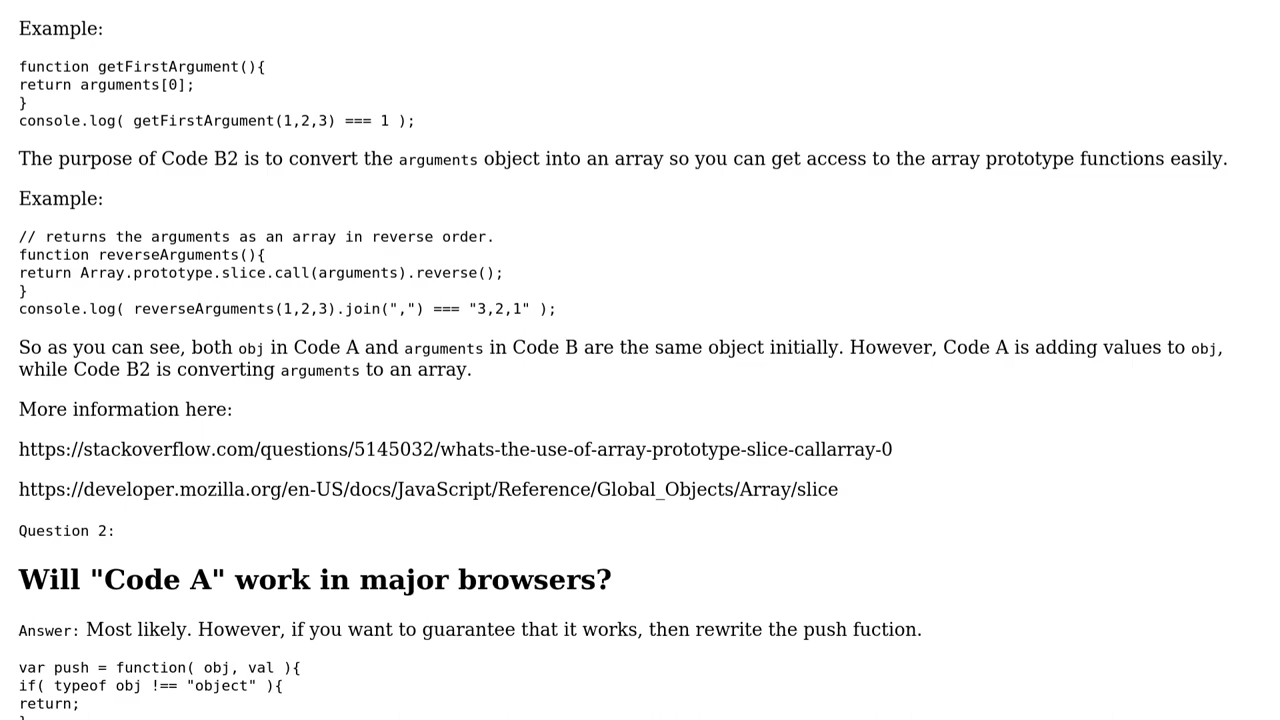 Example:
function getFirstArgument(){
return arguments[0];
}
console.log( getFirstArgument(1,2,3) === 1 );
The purpose of Code B2 is to convert the arguments object into an array so you can get access to the array prototype functions easily.
Example:
// returns the arguments as an array in reverse order.
function reverseArguments(){
return Array.prototype.slice.call(arguments).reverse();
}
console.log( reverseArguments(1,2,3).join(",") === "3,2,1" );
So as you can see, both obj in Code A and arguments in Code B are the same object initially. However, Code A is adding values to obj,
while Code B2 is converting arguments to an array.
More information here:
https://stackoverflow.com/questions/5145032/whats-the-use-of-array-prototype-slice-callarray-0
https://developer.mozilla.org/en-US/docs/JavaScript/Reference/Global_Objects/Array/slice
Question 2:
Will "Code A" work in major browsers?
Answer: Most likely. However, if you want to guarantee that it works, then rewrite the push fuction.
var push = function( obj, val ){
if( typeof obj !== "object" ){
return;
}